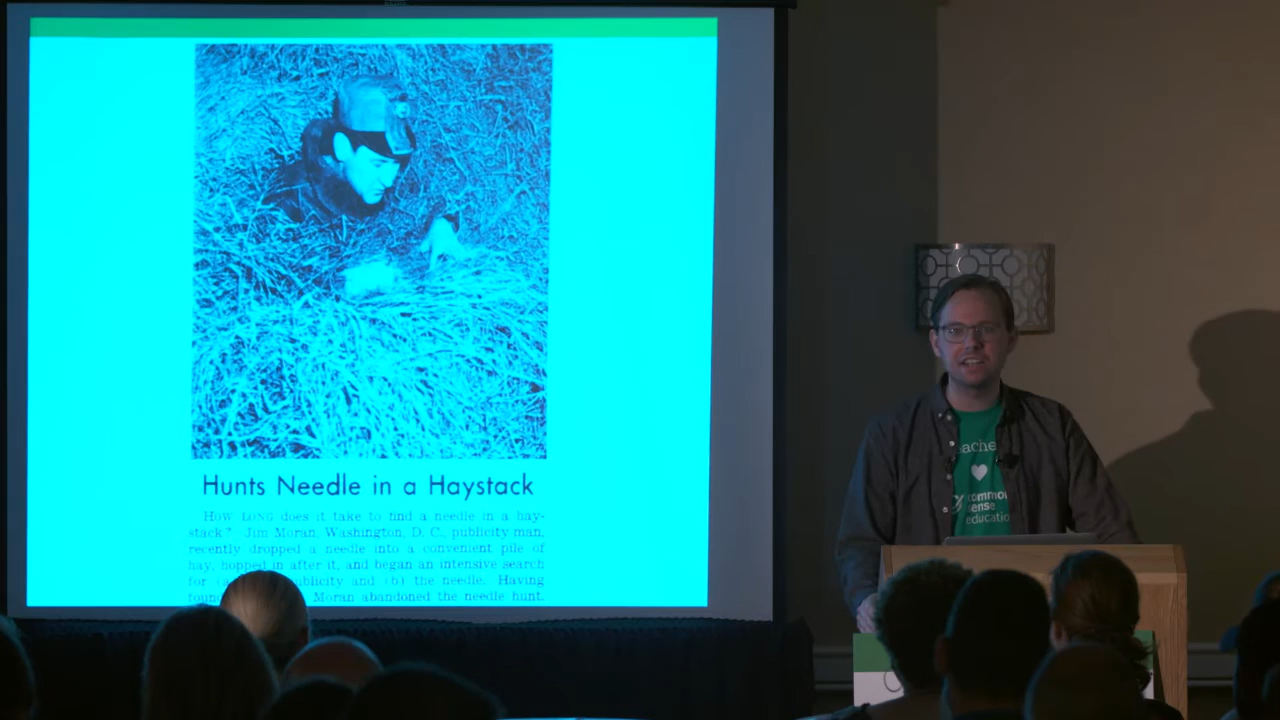 Hunts Needle in a Haystack
HOW LONG does it take to find a needle in a hay-
stack? Jim Moran, Washington, D. C., publicity man,
recently dropped a needle into a convenient pile of
hay, hopped in after it, and began an intensive search
for (a) publicity and (b) the needle. Having
Moran abandoned the needle hunt.
common
sense
education